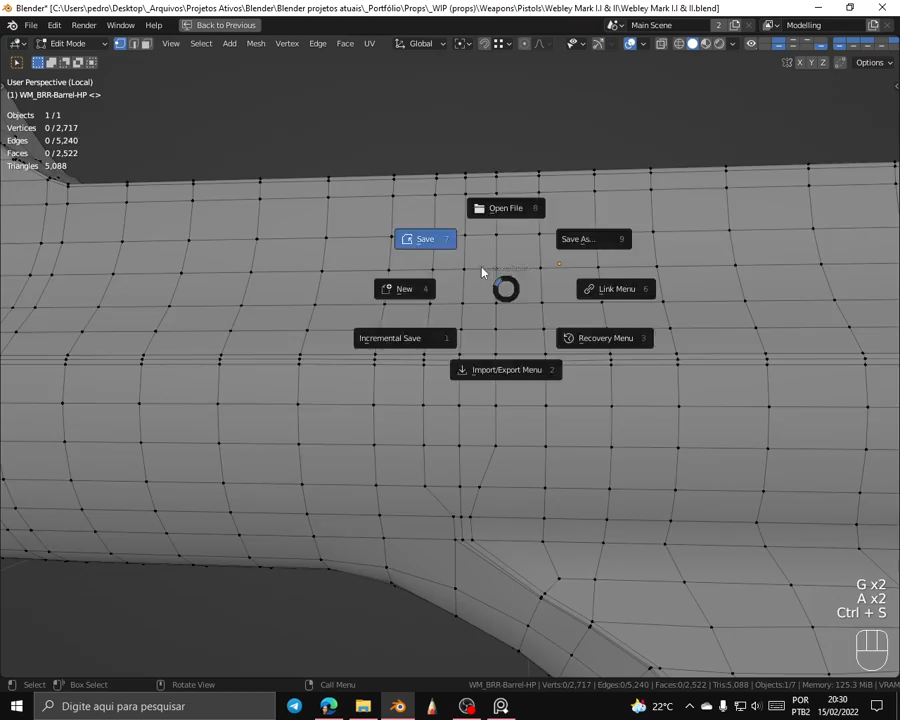 Blender* [C:\Users\pedro\Desktop\_Arquivos\Projetos Ativos\Blender\Blender projetos atuais\_Portfólio\Props\_WIP (props)\Weapons\Pistols\Webley Mark I.I & II\Webley Mark I.I & II.blend]
File Edit Render Window Help Back to Previous Main Scene 2 Modelling
Edit Mode View Select Add Mesh Vertex Edge Face UV Global
X Y Z Options
User Perspective (Local)
(1) WM_BRR-Barrel-HP <>
Objects 1/1
Vertices 0/2,717
Edges 0/5,240
Faces 0/2,522
Triangles 5,088
Open File 8
Save 7
Save As... 9
New 4
Link Menu 6
Incremental Save 1
Recovery Menu 3
Import/Export Menu 2
G x2
A x2
Ctrl + S
Select Box Select Rotate View Call Menu WM_BRR-Barrel-HP | Verts:0/2,717 | Edges:0/5,240 | Faces:0/2,522 | Tris:5,088 | Objects:1/7 | Memory: 125.3 MiB | VRAM
Digite aqui para pesquisar 22°C POR 20:30
PTB2 15/02/2022